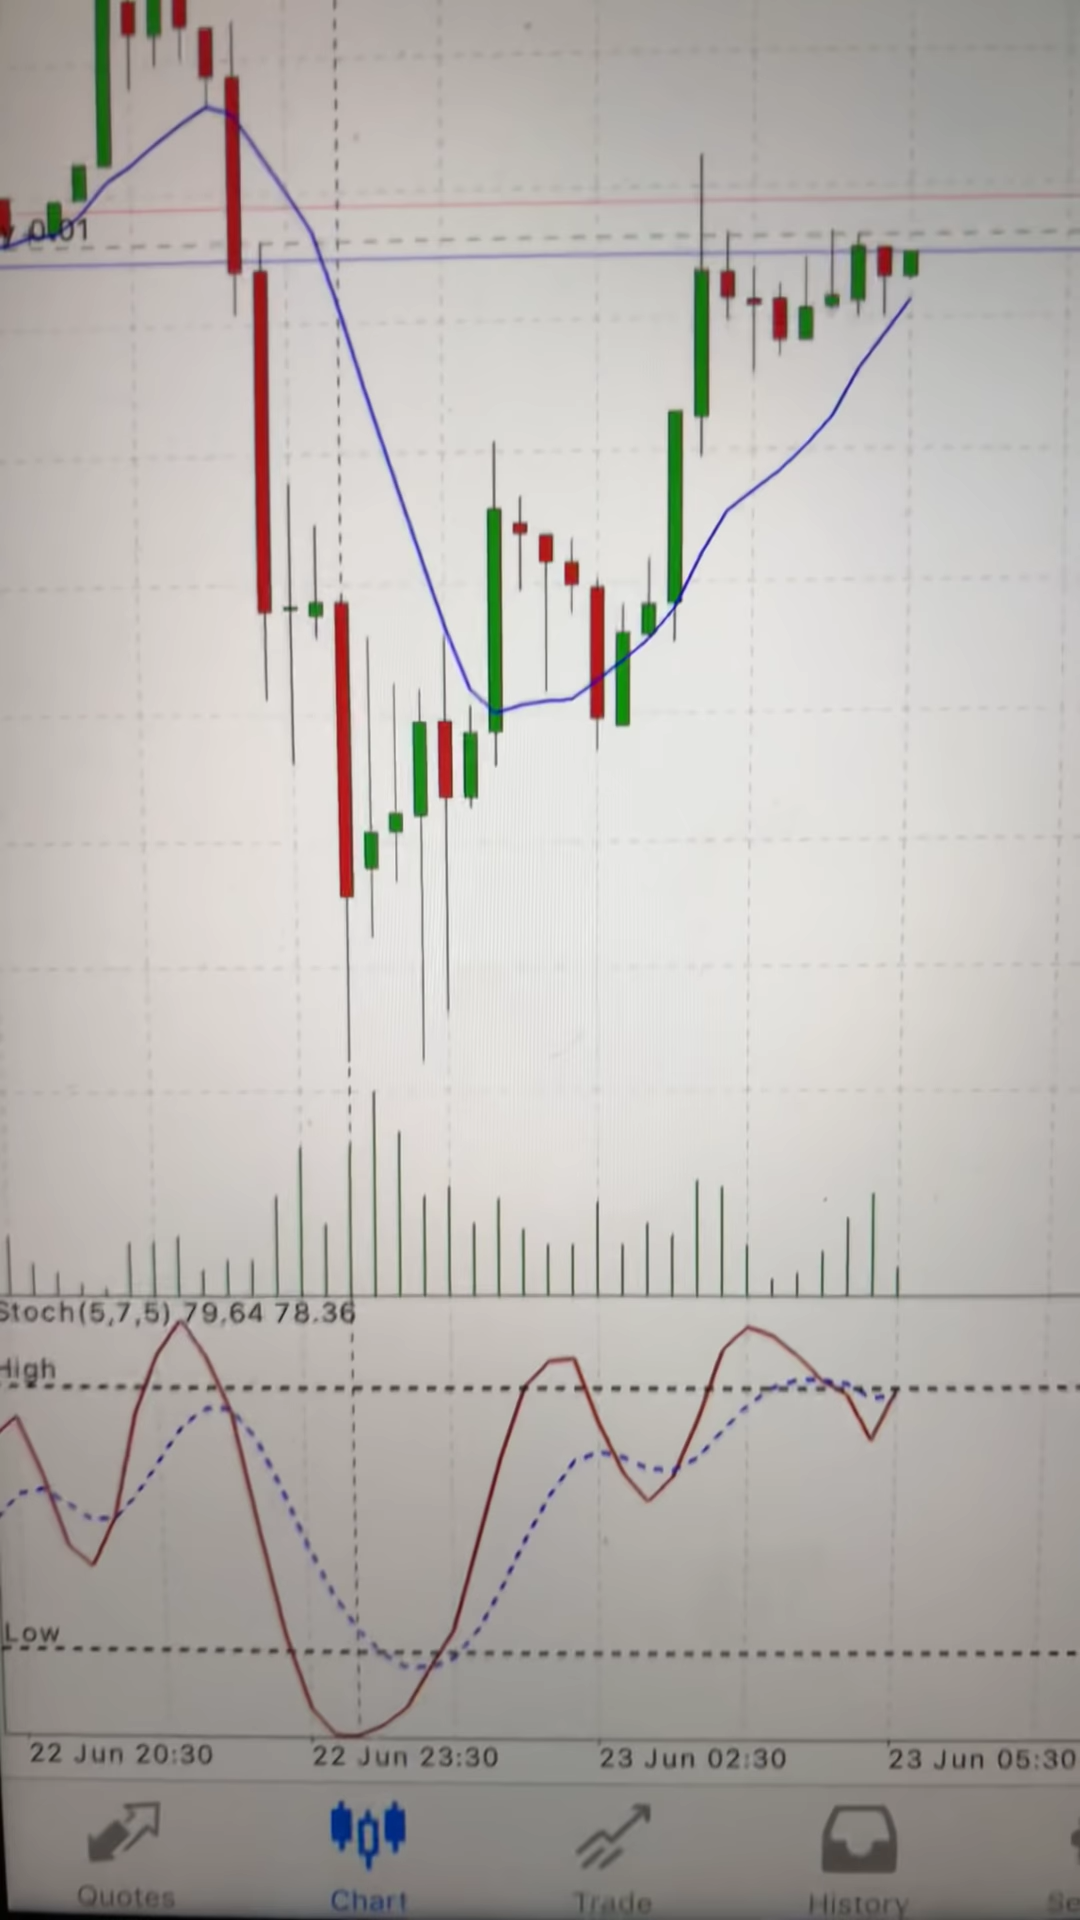 y 0.01
Stoch(5,7,5) 79.64 78.36
High
Low
22 Jun 20:30 22 Jun 23:30 23 Jun 02:30 23 Jun 05:30
Quotes Chart Trade History Se